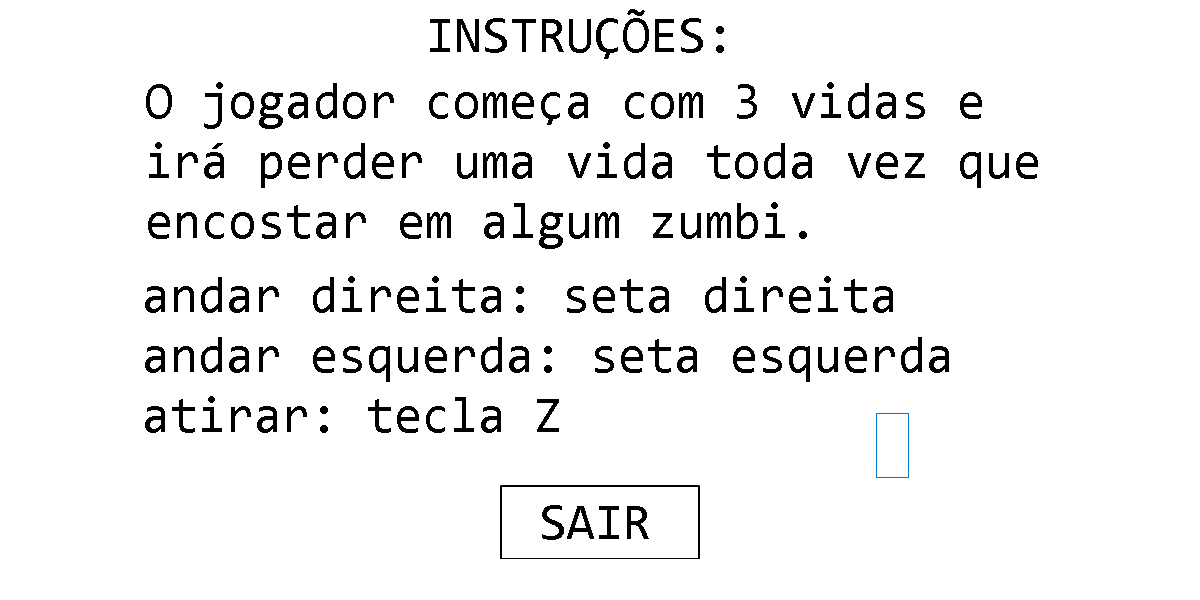 INSTRUÇÕES:
O jogador começa com 3 vidas e
irá perder uma vida toda vez que
encostar em algum zumbi.
andar direita: seta direita
andar esquerda: seta esquerda
atirar: tecla Z
SAIR